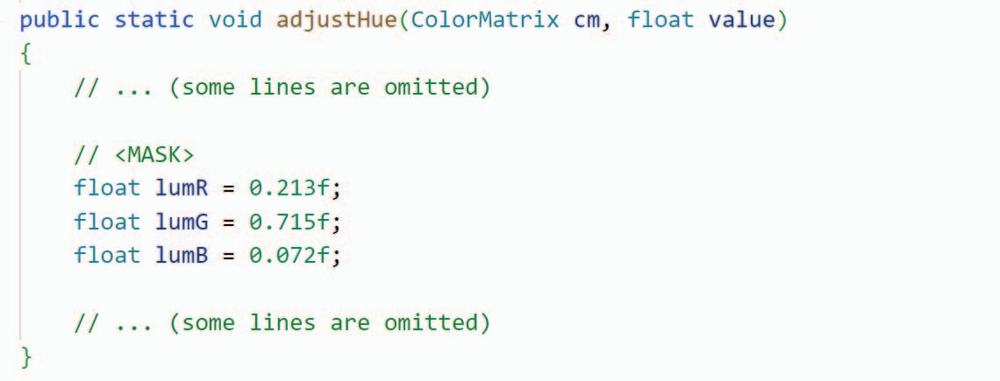 public static void adjustHue(ColorMatrix cm, float value)
{
// ... (some lines are omitted)
// <MASK>
float lumR = 0.213f;
float lumG = 0.715f;
float lumB = 0.072f;
// ... (some lines are omitted)
}